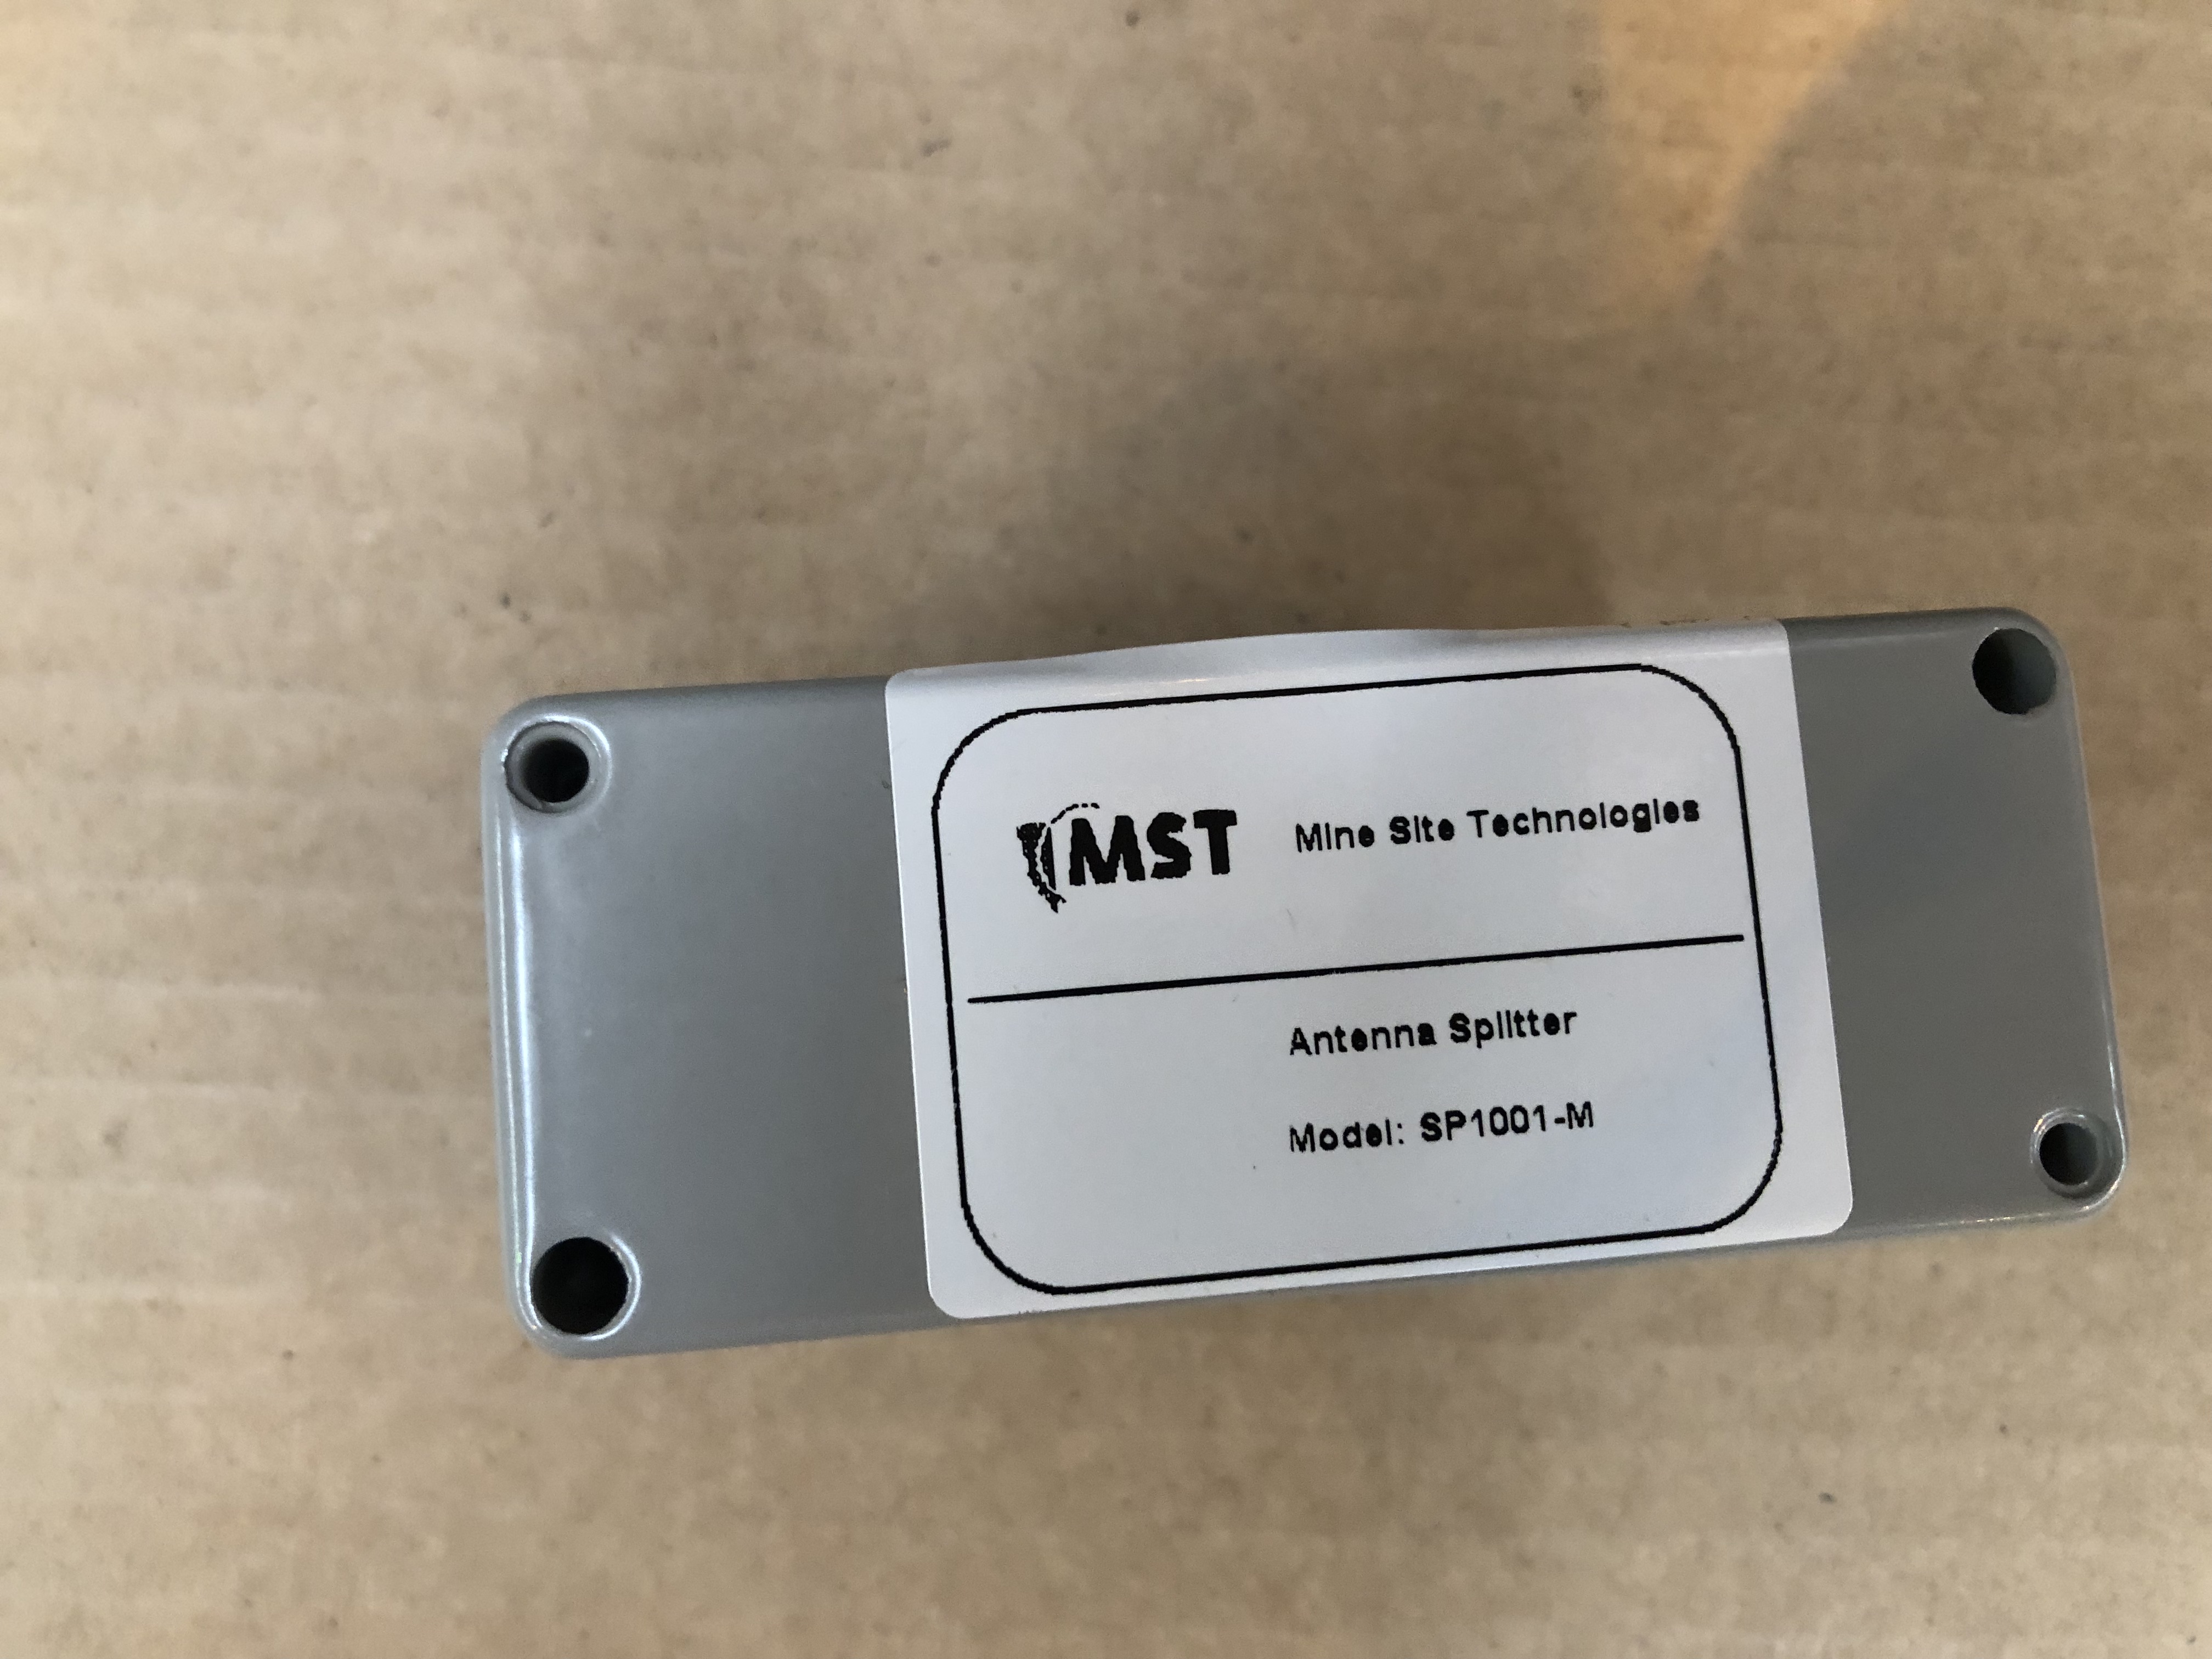 MST Mine Site Technologies
Antenna Splitter
Model: SP1001-M